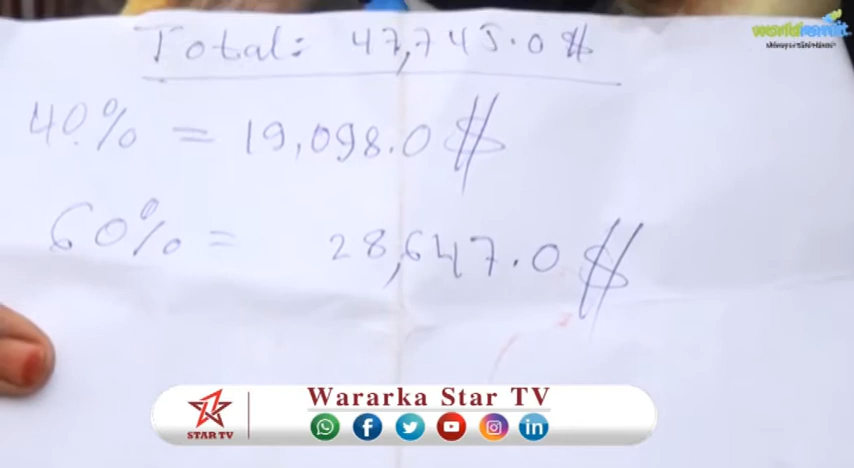 worldremit
Total: 47,745.0 $
40% = 19,098.0 $
60% = 28,647.0 $
Wararka Star TV
STAR TV